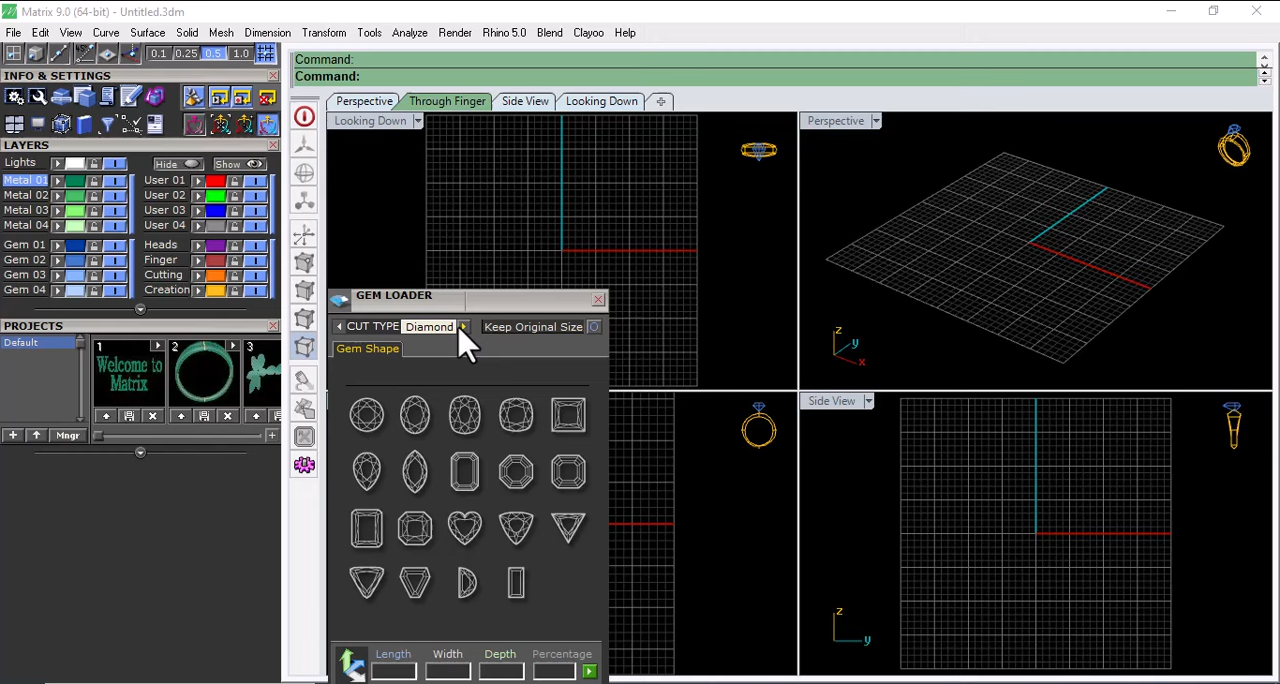 Matrix 9.0 (64-bit) - Untitled.3dm
File Edit View Curve Surface Solid Mesh Dimension Transform Tools Analyze Render Rhino 5.0 Blend Clayoo Help
0.1 0.25 0.5 1.0
INFO & SETTINGS
LAYERS
Lights Hide Show
Metal 01 User 01
Metal 02 User 02
Metal 03 User 03
Metal 04 User 04
Gem 01 Heads
Gem 02 Finger
Gem 03 Cutting
Gem 04 Creation
PROJECTS
Default
1 2 3
Welcome to Matrix
Mngr
Command:
Command:
Perspective Through Finger Side View Looking Down
Looking Down
Perspective
z
y
x
GEM LOADER
CUT TYPE Diamond Keep Original Size
Gem Shape
Length Width Depth Percentage
Side View
z
y